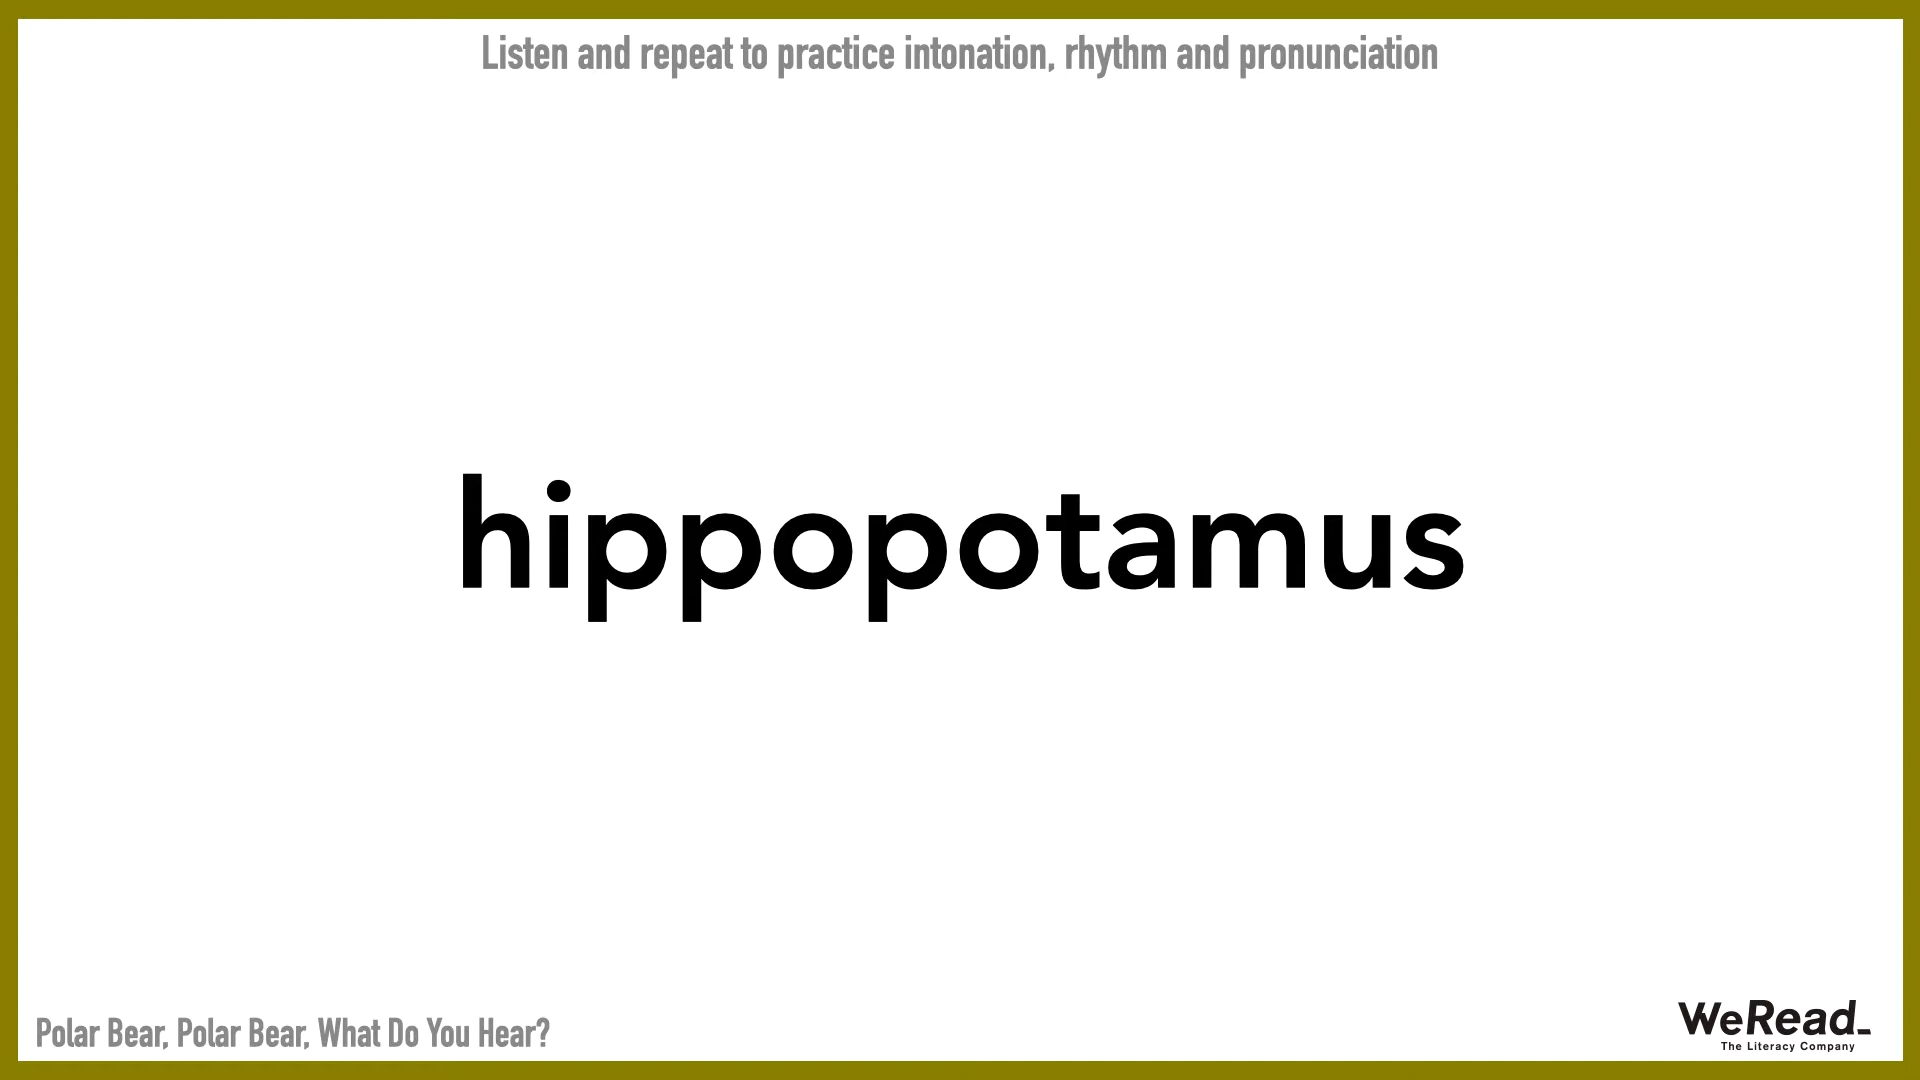 Listen and repeat to practice intonation, rhythm and pronunciation
hippopotamus
Polar Bear, Polar Bear, What Do You Hear?
WeRead_
The Literacy Company